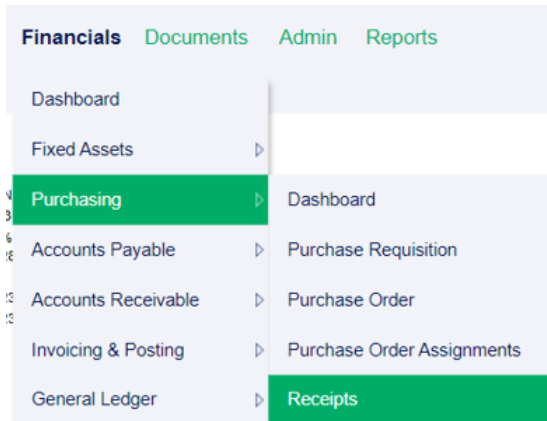 Financials Documents Admin Reports
Dashboard
Fixed Assets
Purchasing Dashboard
Accounts Payable Purchase Requisition
Accounts Receivable Purchase Order
Invoicing & Posting Purchase Order Assignments
General Ledger Receipts